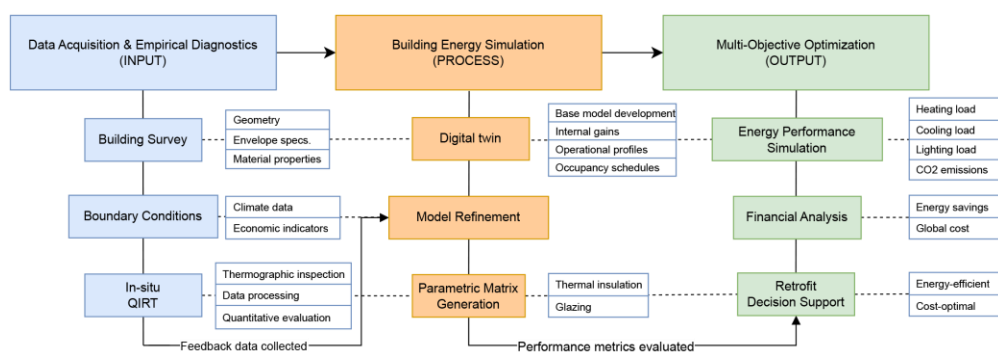 Data Acquisition & Empirical Diagnostics
(INPUT)
Building Energy Simulation
(PROCESS)
Multi-Objective Optimization
(OUTPUT)
Building Survey
Geometry
Envelope specs.
Material properties
Digital twin
Base model development
Internal gains
Operational profiles
Occupancy schedules
Energy Performance
Simulation
Heating load
Cooling load
Lighting load
CO2 emissions
Boundary Conditions
Climate data
Economic indicators
Model Refinement
Financial Analysis
Energy savings
Global cost
In-situ
QIRT
Thermographic inspection
Data processing
Quantitative evaluation
Parametric Matrix
Generation
Thermal insulation
Glazing
Retrofit
Decision Support
Energy-efficient
Cost-optimal
Feedback data collected
Performance metrics evaluated